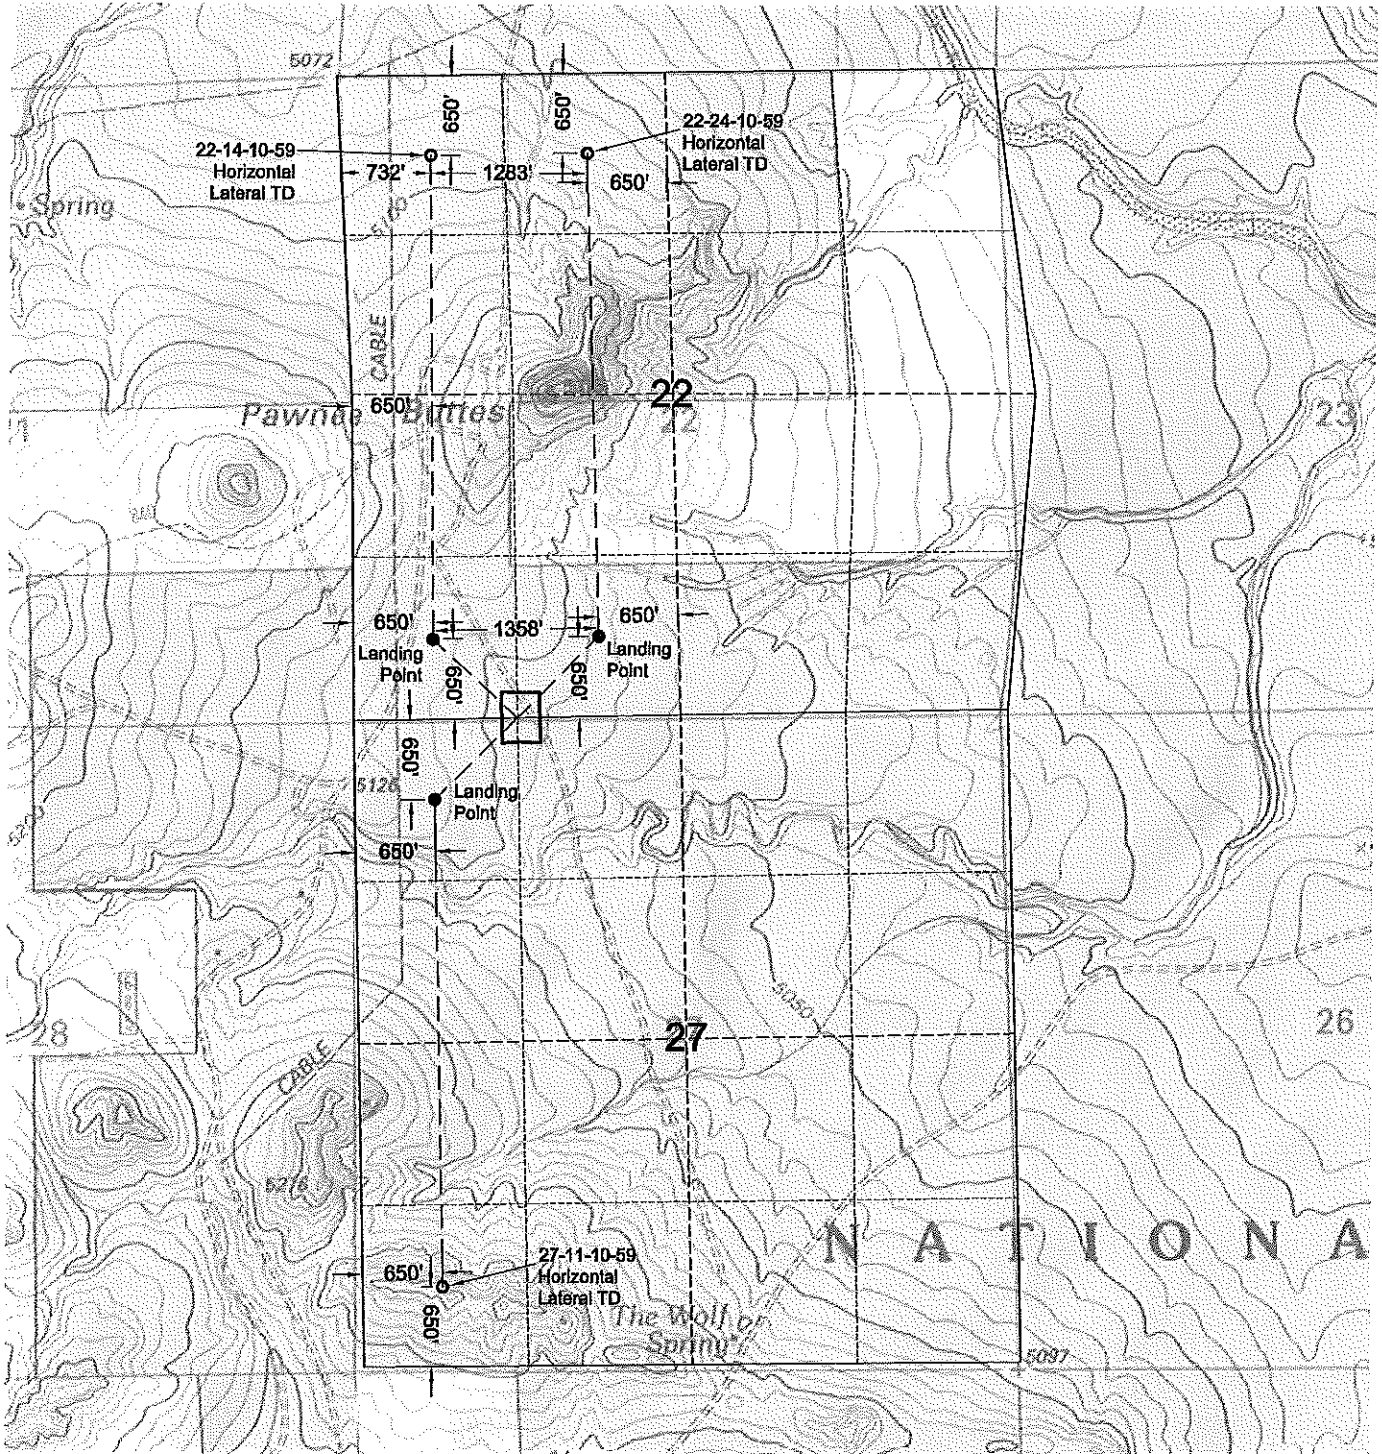 5072
650'
650'
22-14-10-59
Horizontal
Lateral TD
22-24-10-59
Horizontal
Lateral TD
732'
1283'
650'
Spring
CABLE
650'
Pawnee Buttes
22
22
23
650'
1358'
650'
Landing
Point
Landing
Point
650'
650'
650'
5126
Landing
Point
650'
5050
28
27
26
CABLE
NATIONA
650'
27-11-10-59
Horizontal
Lateral TD
650'
The Wolf
Spring
5097